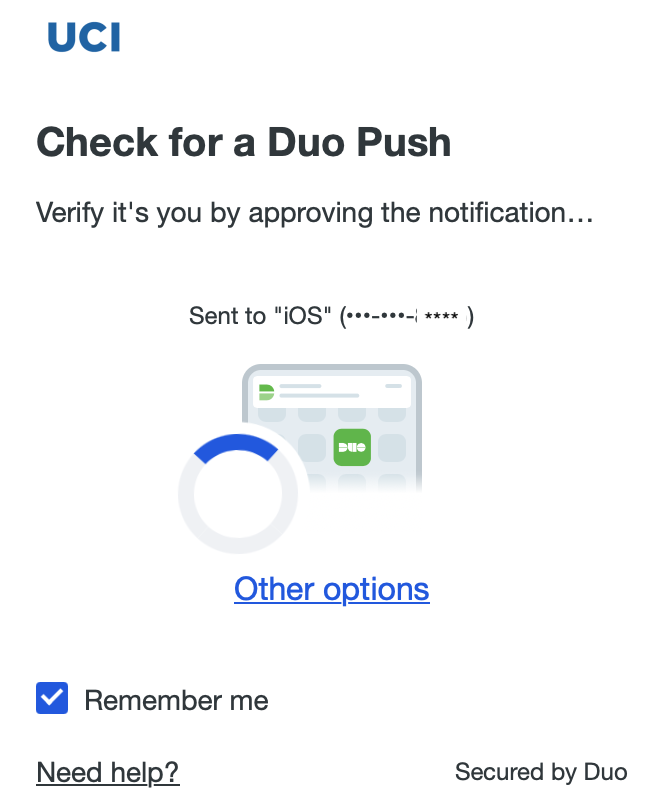 UCI
Check for a Duo Push
Verify it's you by approving the notification...
Sent to "iOS" (•••-•••- **** )
DUO
Other options
Remember me
Need help?
Secured by Duo